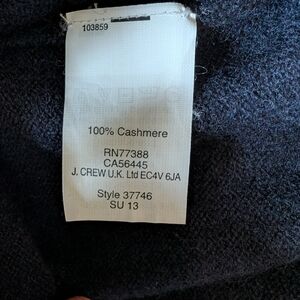 103859
100% Cashmere
RN77388
CA56445
J. CREW U.K. Ltd EC4V 6JA
Style 37746
SU 13